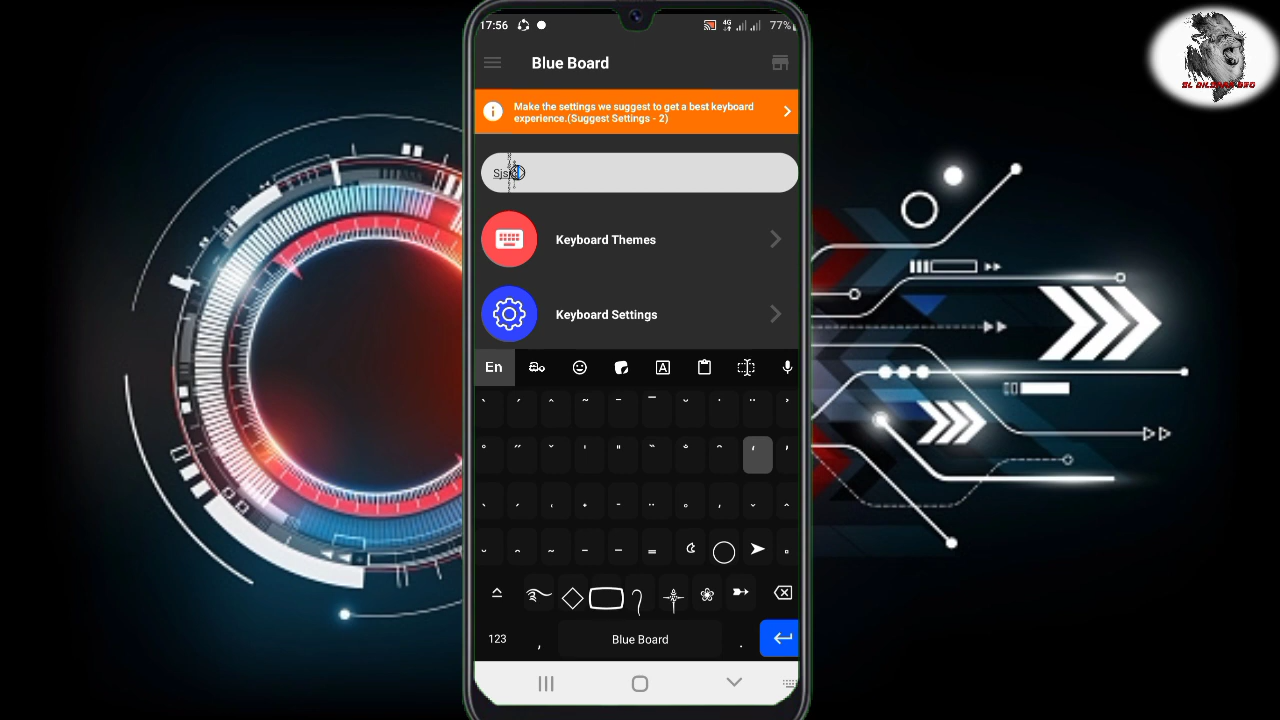 17:56
4G
77%
Blue Board
Make the settings we suggest to get a best keyboard
experience.(Suggest Settings - 2)
Keyboard Themes
Keyboard Settings
En
123 , Blue Board .